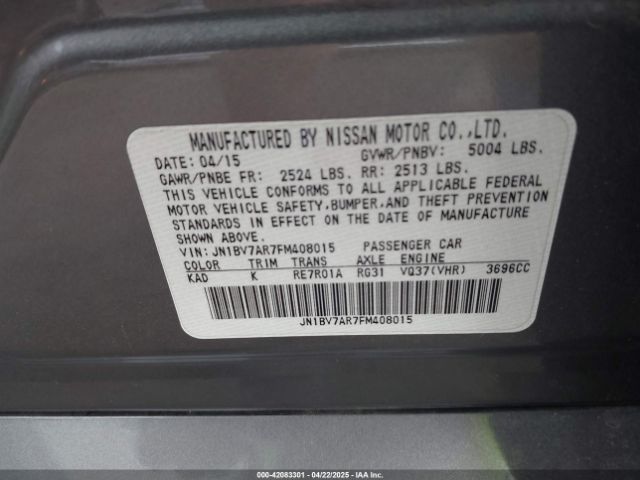 MANUFACTURED BY NISSAN MOTOR CO.,LTD.
DATE: 04/15 GVWR/PNBV: 5004 LBS.
GAWR/PNBE FR: 2524 LBS. RR: 2513 LBS.
THIS VEHICLE CONFORMS TO ALL APPLICABLE FEDERAL
MOTOR VEHICLE SAFETY,BUMPER,AND THEFT PREVENTION
STANDARDS IN EFFECT ON THE DATE OF MANUFACTURE
SHOWN ABOVE.
VIN: JN1BV7AR7FM408015 PASSENGER CAR
COLOR TRIM TRANS AXLE ENGINE
KAD K RE7R01A RG31 VQ37(VHR) 3696CC
JN1BV7AR7FM408015
000-42083301 - 04/22/2025 - IAAI.COM